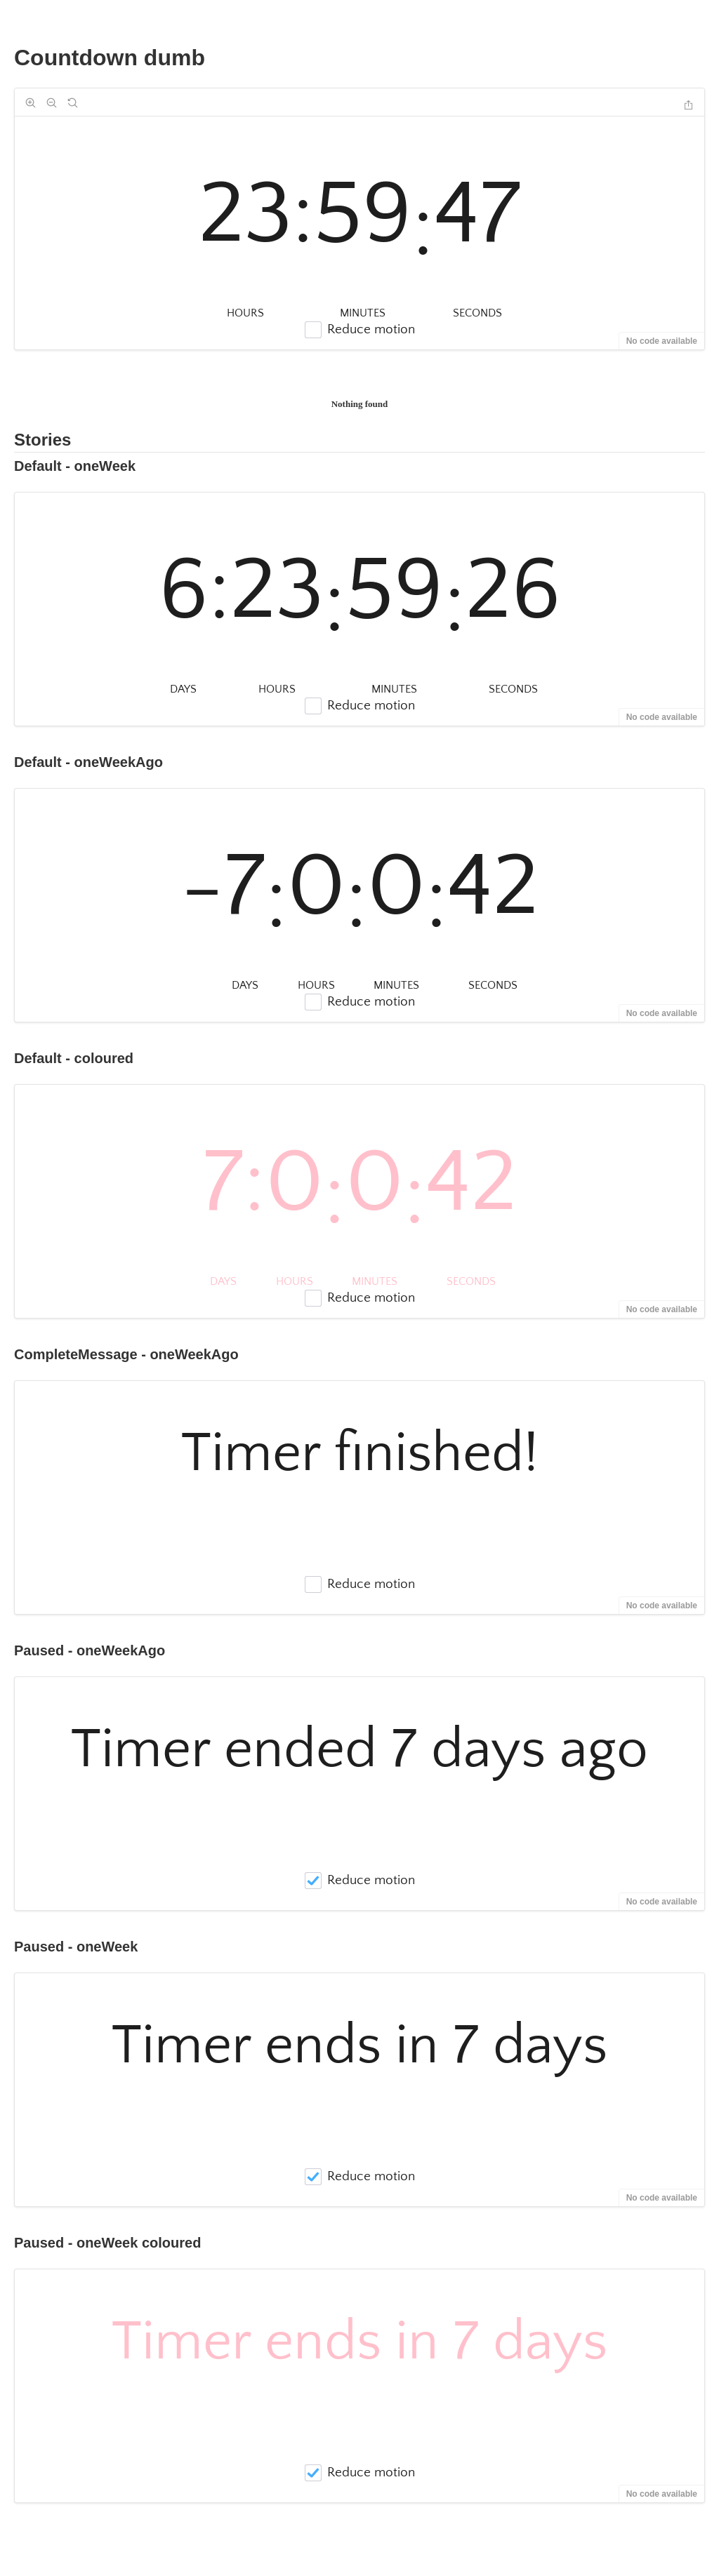 Countdown dumb
23:59:47
HOURS MINUTES SECONDS
Reduce motion
No code available
Nothing found
Stories
Default - oneWeek
6:23:59:26
DAYS HOURS MINUTES SECONDS
Reduce motion
No code available
Default - oneWeekAgo
–7:0:0:42
DAYS HOURS MINUTES SECONDS
Reduce motion
No code available
Default - coloured
7:0:0:42
DAYS HOURS MINUTES SECONDS
Reduce motion
No code available
CompleteMessage - oneWeekAgo
Timer finished!
Reduce motion
No code available
Paused - oneWeekAgo
Timer ended 7 days ago
Reduce motion
No code available
Paused - oneWeek
Timer ends in 7 days
Reduce motion
No code available
Paused - oneWeek coloured
Timer ends in 7 days
Reduce motion
No code available